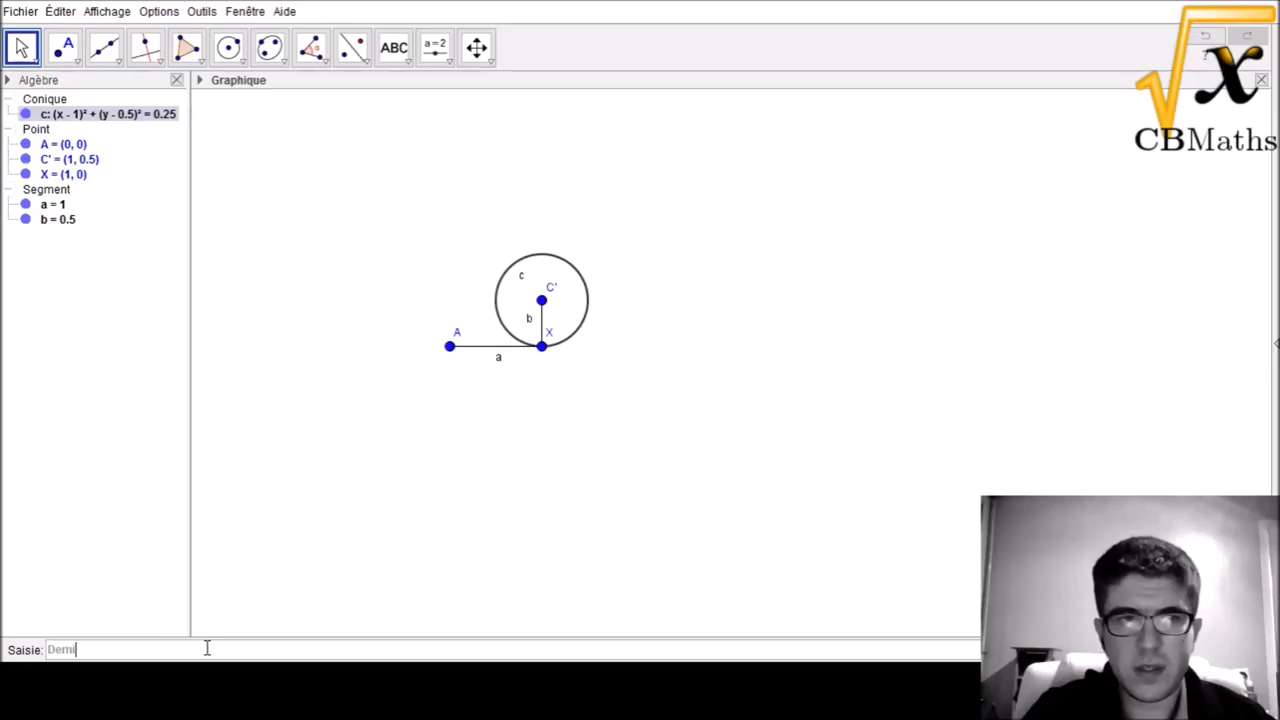 Fichier Éditer Affichage Options Outils Fenêtre Aide
A
ABC
a=2
α
Algèbre
Graphique
x
CBMaths
Conique
c: (x - 1)² + (y - 0.5)² = 0.25
Point
A = (0, 0)
C' = (1, 0.5)
X = (1, 0)
Segment
a = 1
b = 0.5
c
C'
b
A
X
a
Saisie: Demi